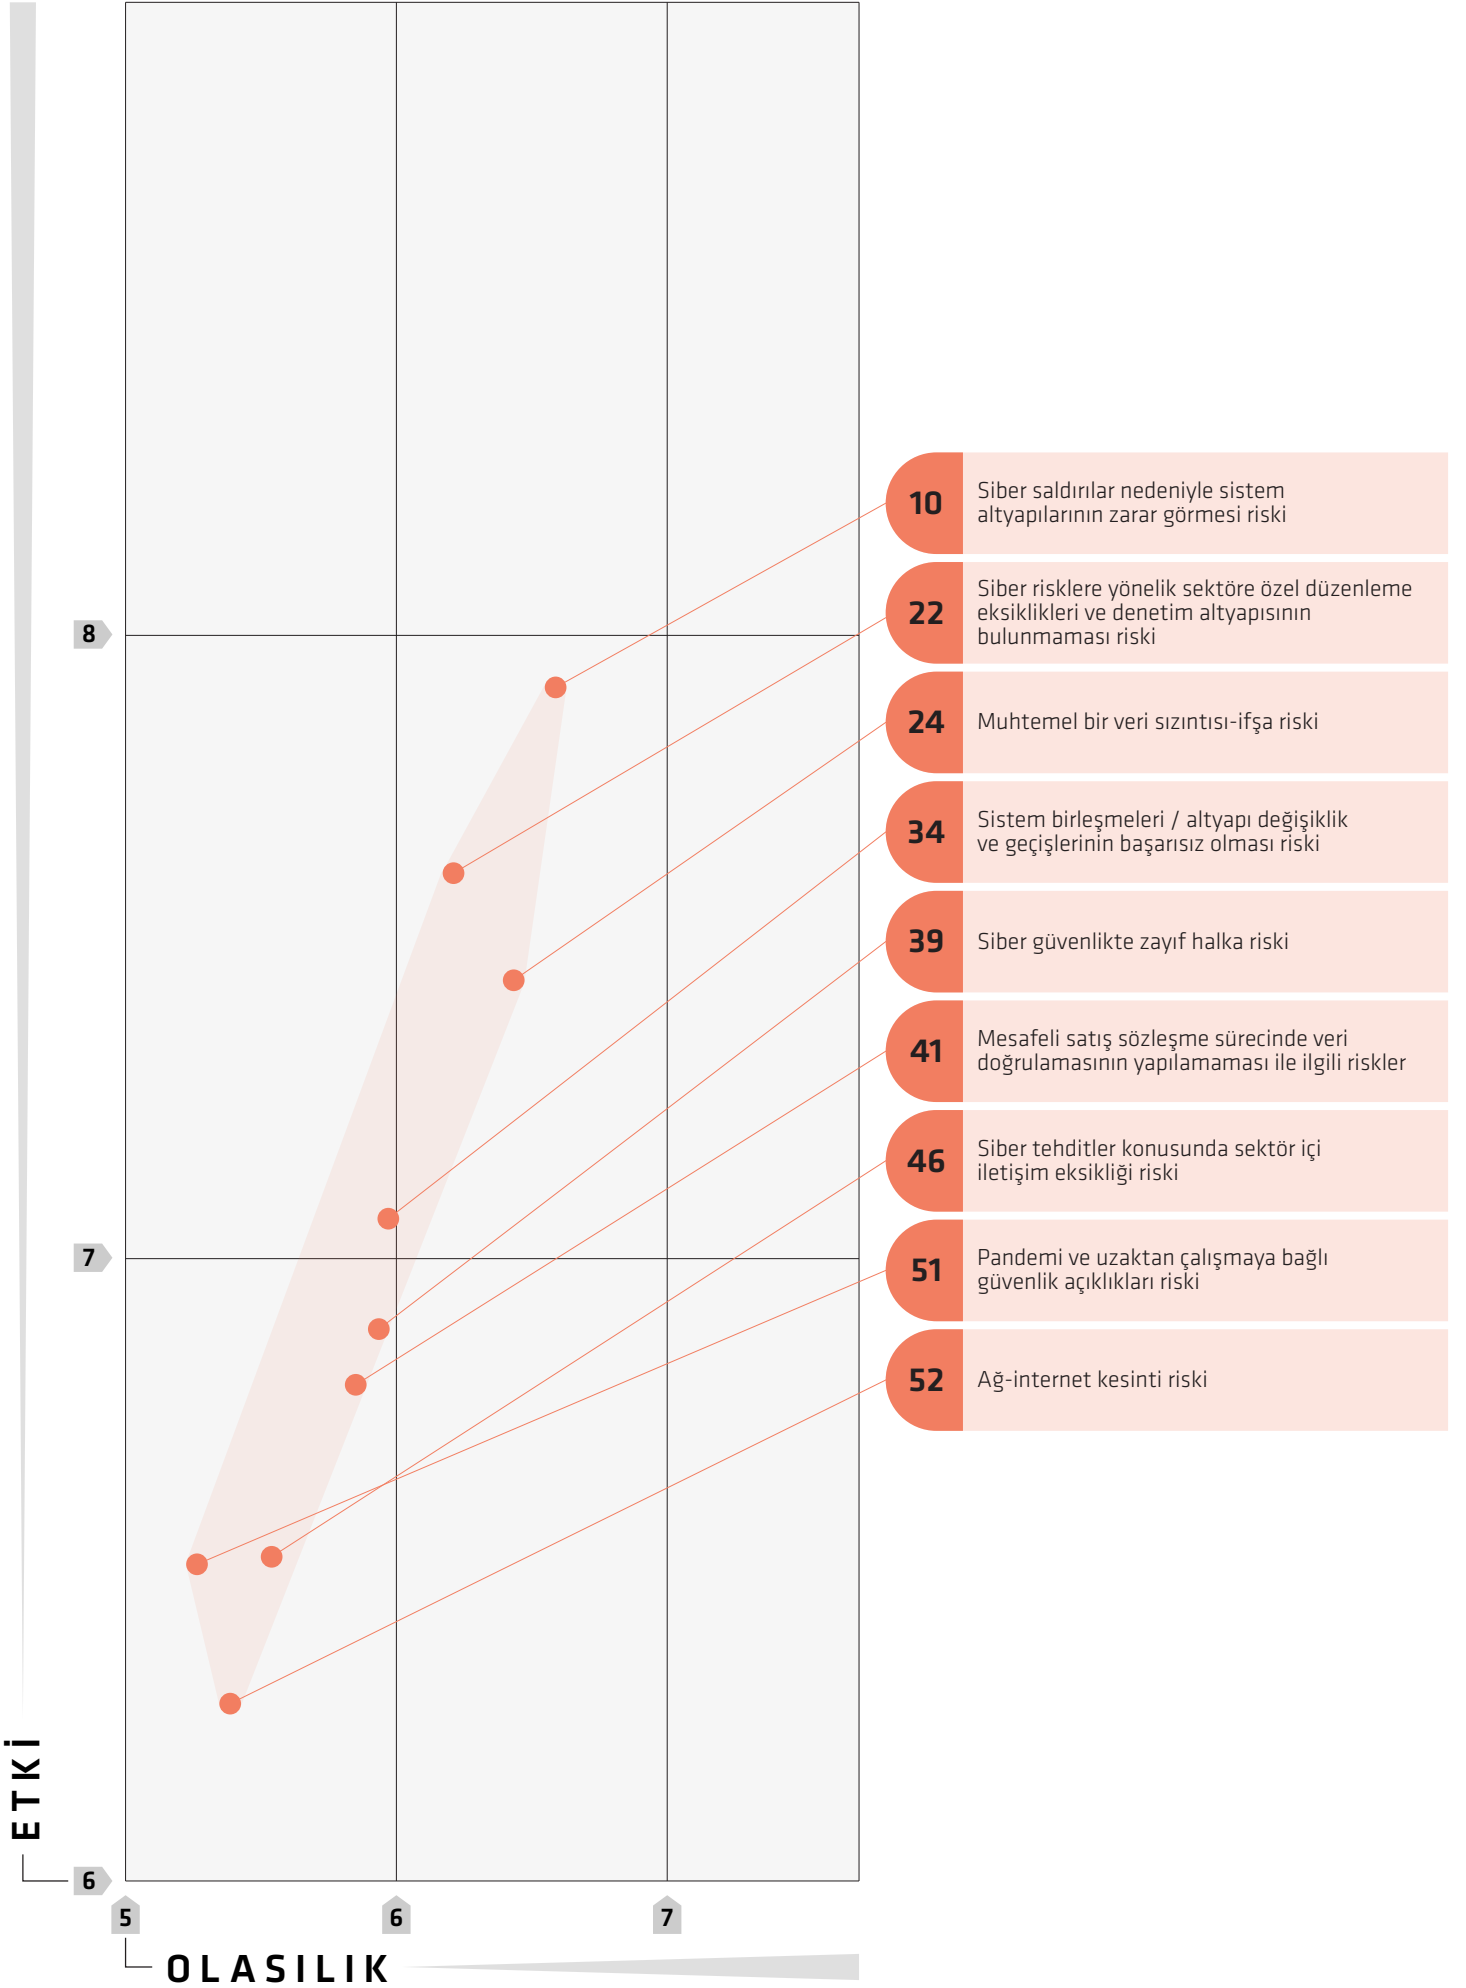 10
Siber saldırılar nedeniyle sistem
altyapılarının zarar görmesi riski
22
Siber risklere yönelik sektöre özel düzenleme
eksiklikleri ve denetim altyapısının
bulunmaması riski
24
Muhtemel bir veri sızıntısı-ifşa riski
34
Sistem birleşmeleri / altyapı değişiklik
ve geçişlerinin başarısız olması riski
39
Siber güvenlikte zayıf halka riski
41
Mesafeli satış sözleşme sürecinde veri
doğrulamasının yapılamaması ile ilgili riskler
46
Siber tehditler konusunda sektör içi
iletişim eksikliği riski
51
Pandemi ve uzaktan çalışmaya bağlı
güvenlik açıklıkları riski
52
Ağ-internet kesinti riski
8
7
6
ETKİ
5
6
7
OLASILIK